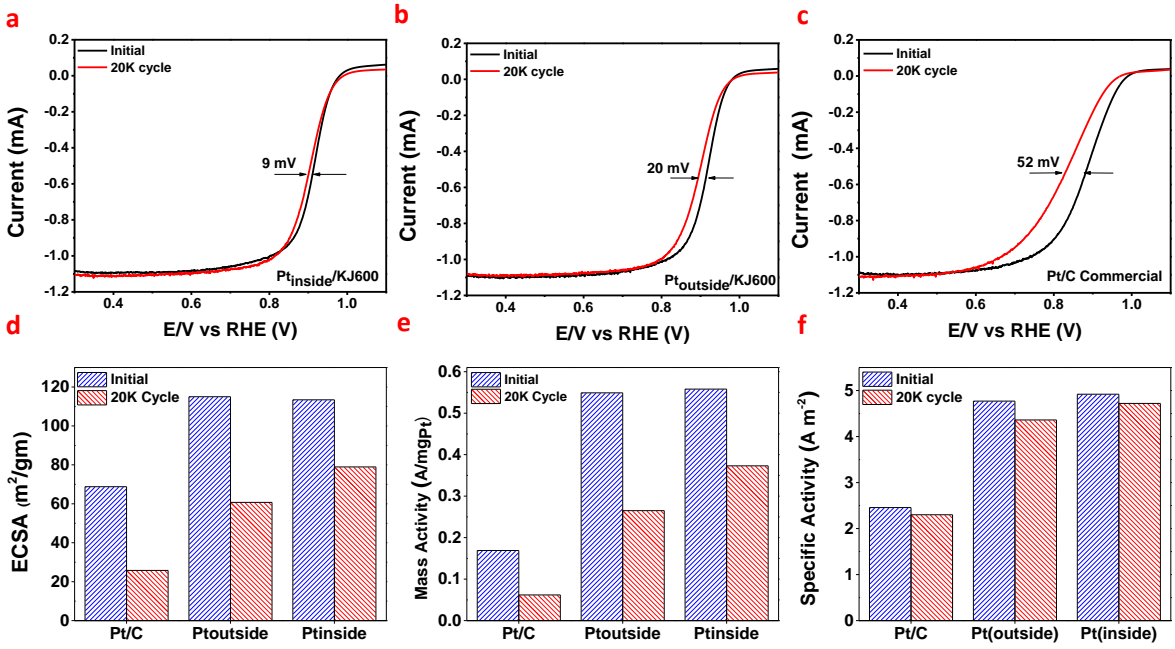 a
Initial
20K cycle
9 mV
Pt_inside/KJ600
Current (mA)
0.2
0.0
-0.2
-0.4
-0.6
-0.8
-1.0
-1.2
0.4
0.6
0.8
1.0
E/V vs RHE (V)
b
Initial
20K cycle
20 mV
Pt_outside/KJ600
Current (mA)
0.2
0.0
-0.2
-0.4
-0.6
-0.8
-1.0
-1.2
0.4
0.6
0.8
1.0
E/V vs RHE (V)
c
Initial
20K cycle
52 mV
Pt/C Commercial
Current (mA)
0.2
0.0
-0.2
-0.4
-0.6
-0.8
-1.0
-1.2
0.4
0.6
0.8
1.0
E/V vs RHE (V)
d
Initial
20K Cycle
ECSA (m²/gm)
120
100
80
60
40
20
0
Pt/C
Ptoutside
Ptinside
e
Initial
20K Cycle
Mass Activity (A/mgPt)
0.6
0.5
0.4
0.3
0.2
0.1
0.0
Pt/C
Ptoutside
Ptinside
f
Initial
20K cycle
Specific Activity (A m⁻²)
5
4
3
2
1
0
Pt/C
Pt(outside)
Pt(inside)